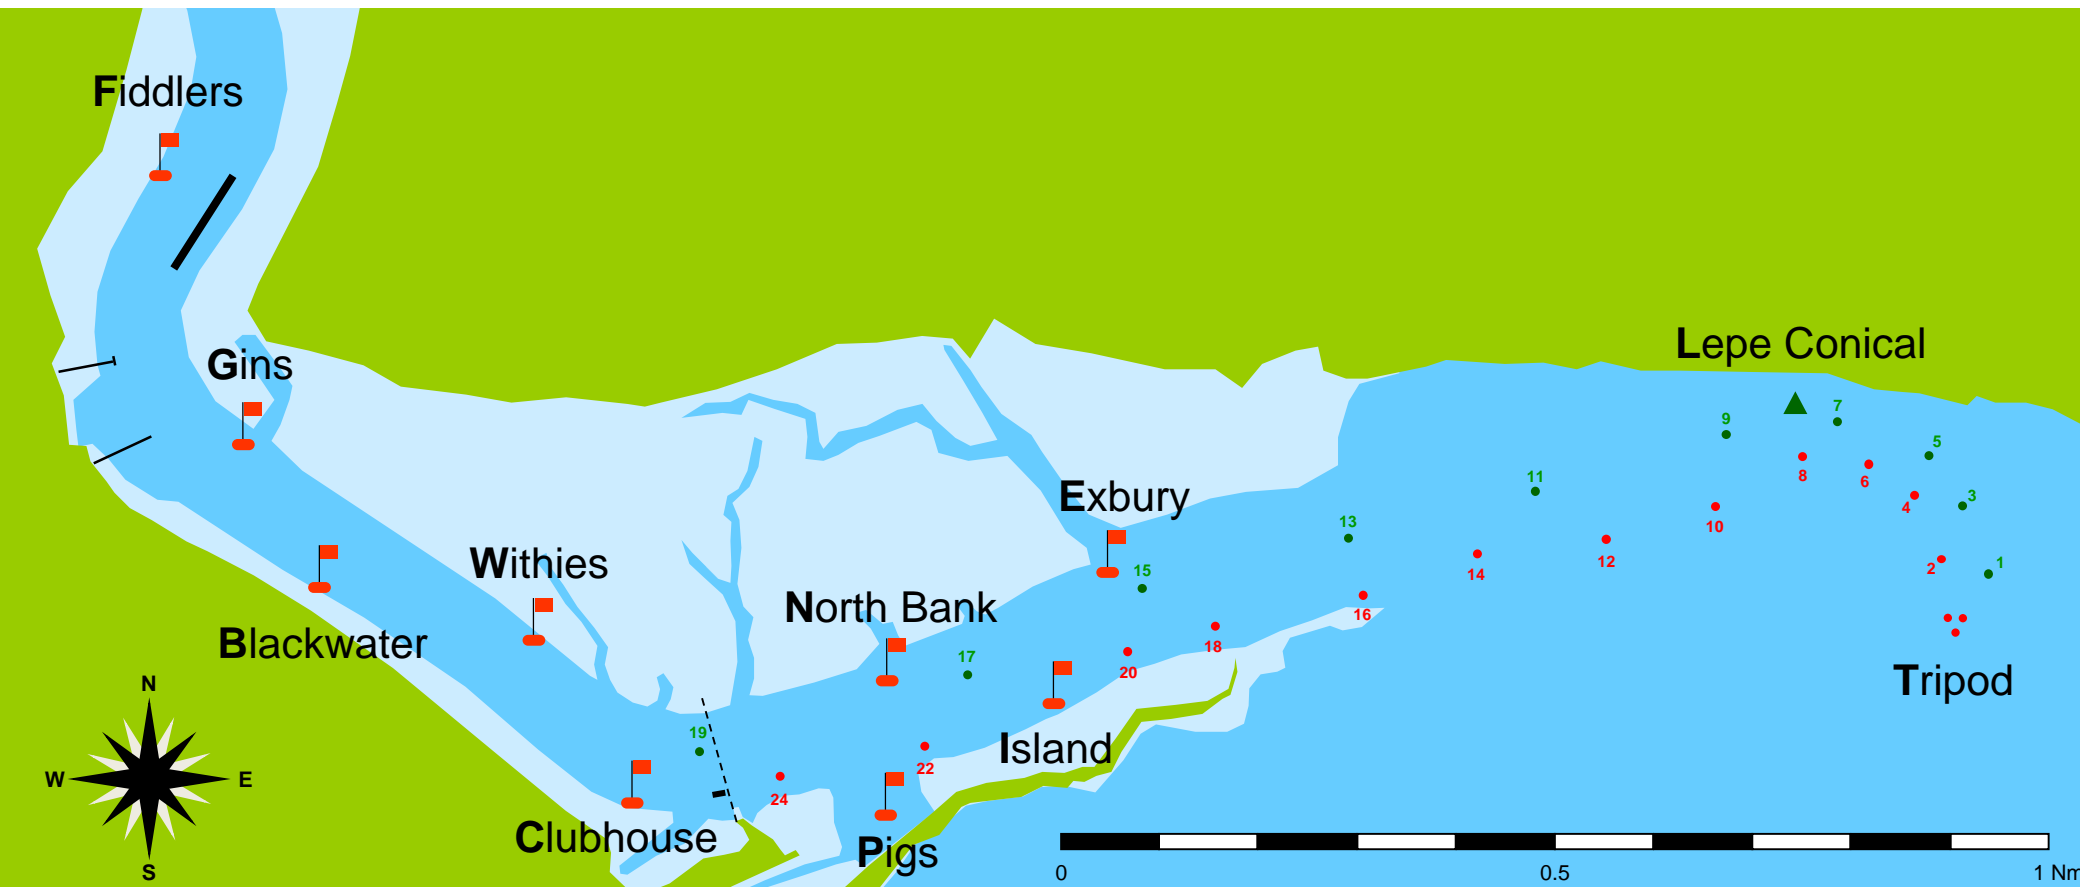 Fiddlers
Lepe Conical
Gins
9
7
5
11
Exbury
8
6
3
4
13
10
Withies
15
14
12
2
1
North Bank
16
Blackwater
17
18
20
Tripod
N
19
Island
W
E
22
24
Clubhouse
Pigs
S
0
0.5
1 Nm